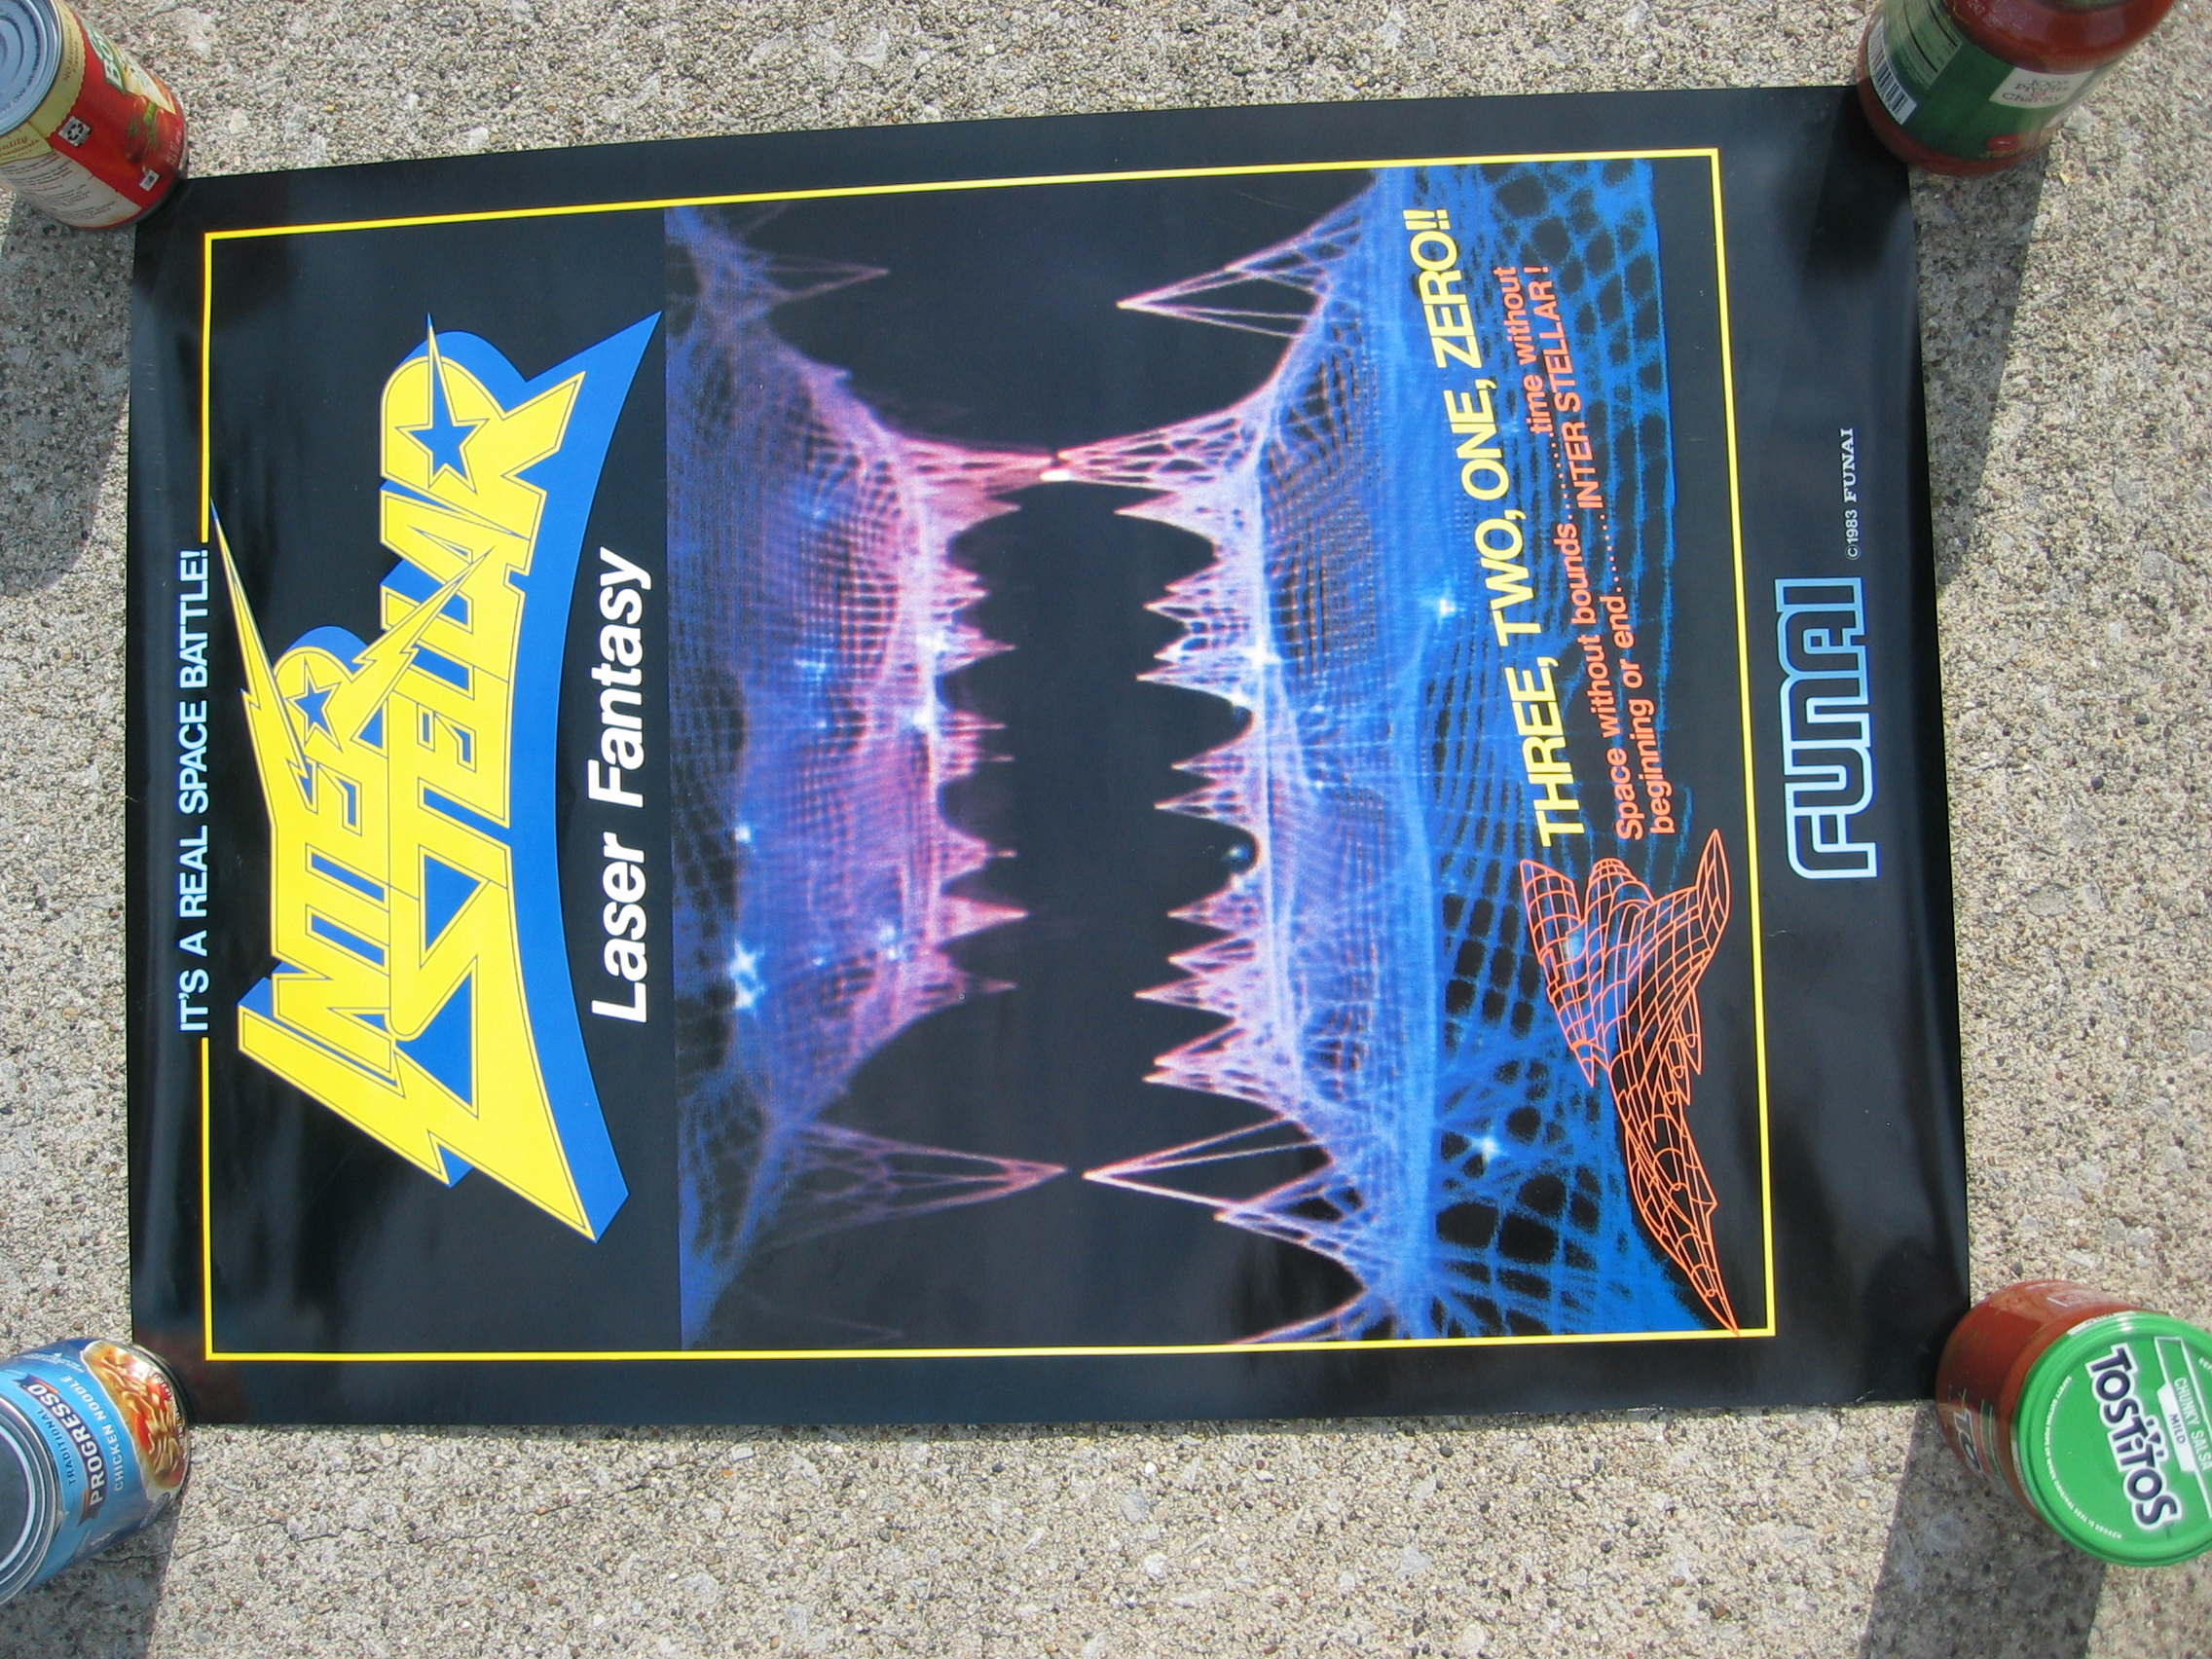 IT'S A REAL SPACE BATTLE!
INTER
STELLAR
Laser Fantasy
THREE, TWO, ONE, ZERO!!
Space without bounds.........time without
beginning or end.........INTER STELLAR!
FUNAI
©1983 FUNAI
TRADITIONAL
PROGRESSO
CHICKEN NOODLE
TOSTITOS
CHUNKY SALSA
MILD